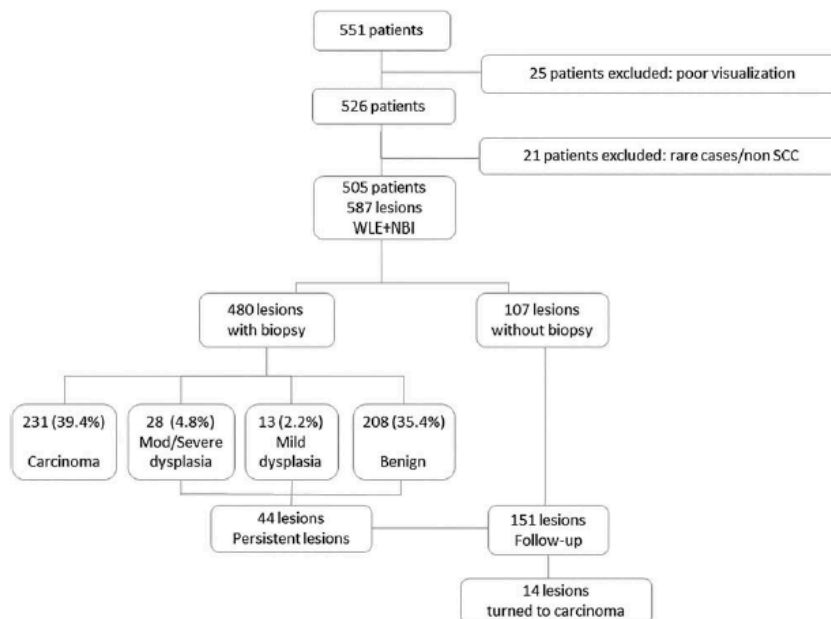 551 patients
25 patients excluded: poor visualization
526 patients
21 patients excluded: rare cases/non SCC
505 patients
587 lesions
WLE+NBI
480 lesions
with biopsy
107 lesions
without biopsy
231 (39.4%)
Carcinoma
28 (4.8%)
Mod/Severe
dysplasia
13 (2.2%)
Mild
dysplasia
208 (35.4%)
Benign
44 lesions
Persistent lesions
151 lesions
Follow-up
14 lesions
turned to carcinoma